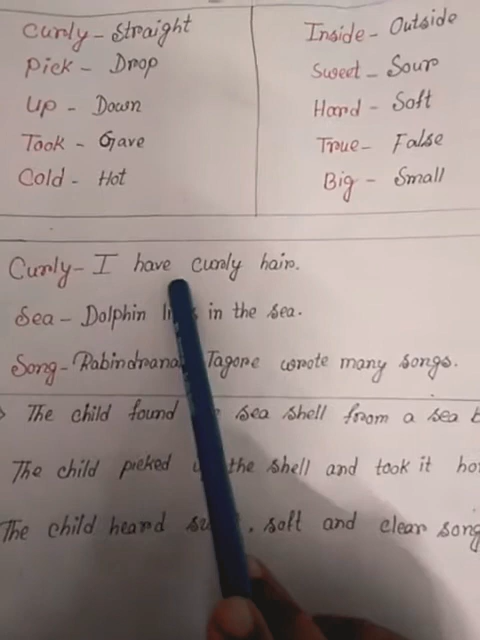 Curly - Straight
Pick - Drop
Up - Down
Took - Gave
Cold - Hot
Inside - Outside
Sweet - Sour
Hard - Soft
True - False
Big - Small
Curly - I have curly hair.
Sea - Dolphin in the sea.
Song - Rabindranath Tagore wrote many songs.
The child found sea shell from a sea
The child picked the shell and took it
The child heard , soft and clear song